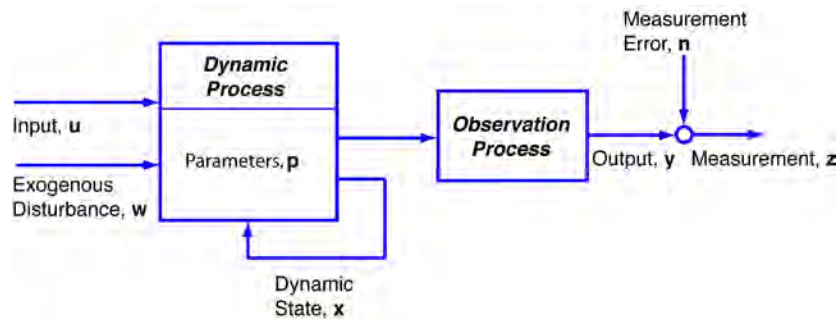 Dynamic
Process
Input, u
Parameters, p
Exogenous
Disturbance, w
Dynamic
State, x
Observation
Process
Output, y
Measurement
Error, n
Measurement, z